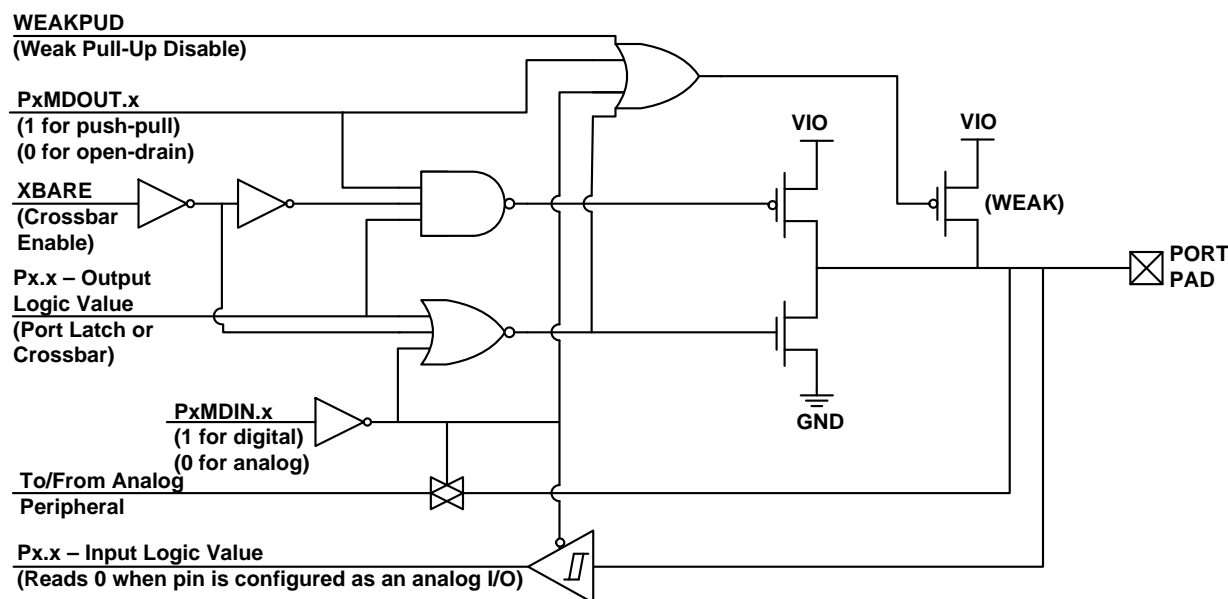 WEAKPUD
(Weak Pull-Up Disable)
PxMDOUT.x
(1 for push-pull)
(0 for open-drain)
XBARE
(Crossbar
Enable)
Px.x – Output
Logic Value
(Port Latch or
Crossbar)
PxMDIN.x
(1 for digital)
(0 for analog)
To/From Analog
Peripheral
Px.x – Input Logic Value
(Reads 0 when pin is configured as an analog I/O)
VIO
VIO
(WEAK)
GND
PORT
PAD